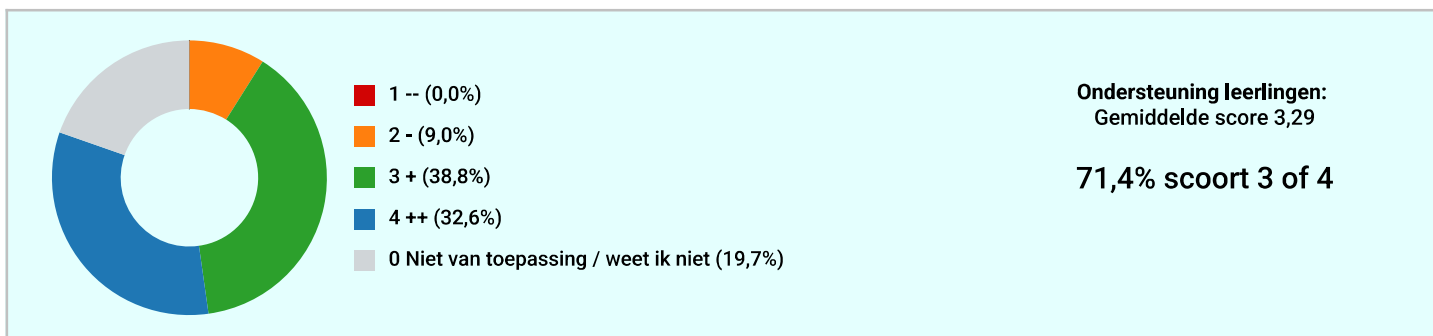 1 -- (0,0%)
2 - (9,0%)
3 + (38,8%)
4 ++ (32,6%)
0 Niet van toepassing / weet ik niet (19,7%)
Ondersteuning leerlingen:
Gemiddelde score 3,29
71,4% scoort 3 of 4